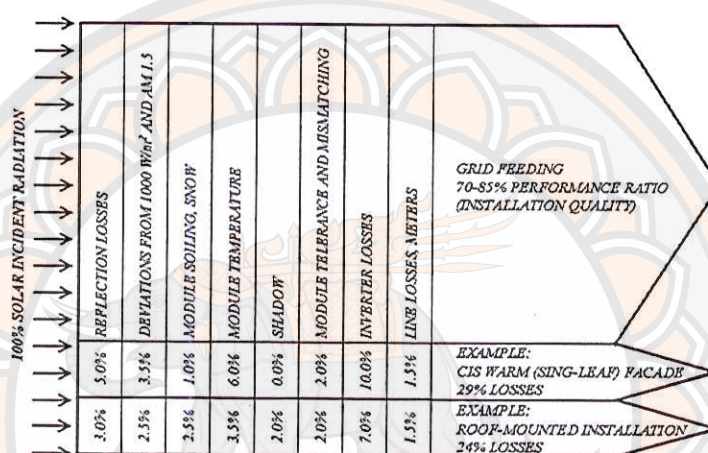 100% SOLAR INCIDENT RADIATION
REPLECTION LOSSES
DEVIATIONS FROM 1000 W/m² AND AM 1.5
MODULE SOILING, SNOW
MODULE TEMPERATURE
SHADOW
MODULE TELERANCE AND MISMATCHING
INVERTER LOSSES
LINE LOSSES, METERS
GRID FEEDING
70-85% PERFORMANCE RATIO
(INSTALLATION QUALITY)
5.0%
3.5%
1.0%
6.0%
0.0%
2.0%
10.0%
1.5%
EXAMPLE:
CIS WARM (SING-LEAF) FACADE
29% LOSSES
3.0%
2.5%
2.5%
3.5%
2.0%
2.0%
7.0%
1.5%
EXAMPLE:
ROOF-MOUNTED INSTALLATION
24% LOSSES